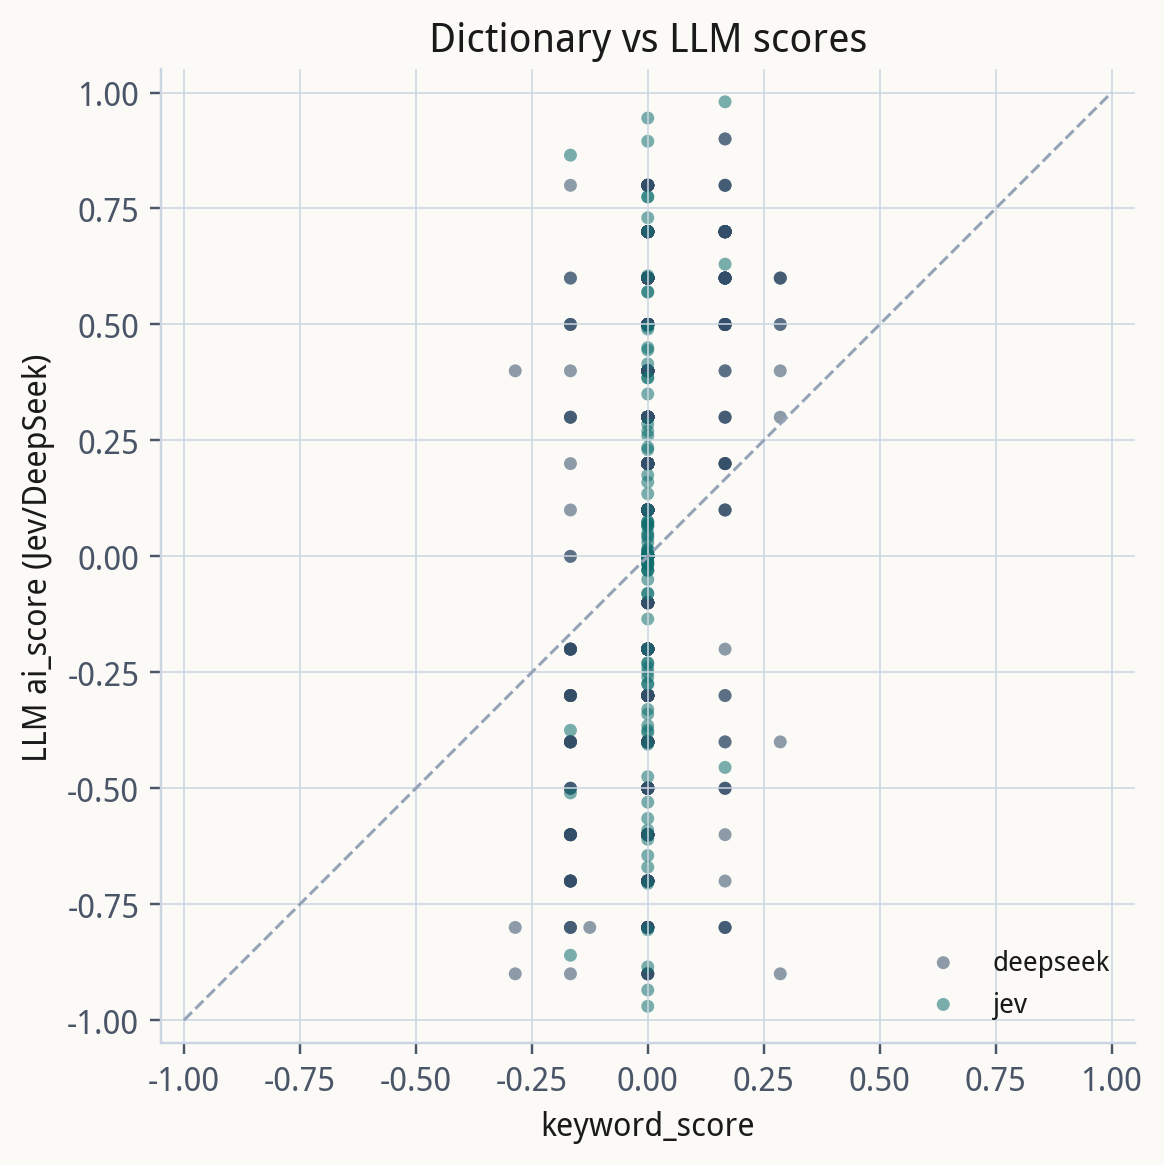 Dictionary vs LLM scores
LLM ai_score (Jev/DeepSeek)
1.00
0.75
0.50
0.25
0.00
-0.25
-0.50
-0.75
-1.00
deepseek
jev
-1.00 -0.75 -0.50 -0.25 0.00 0.25 0.50 0.75 1.00
keyword_score